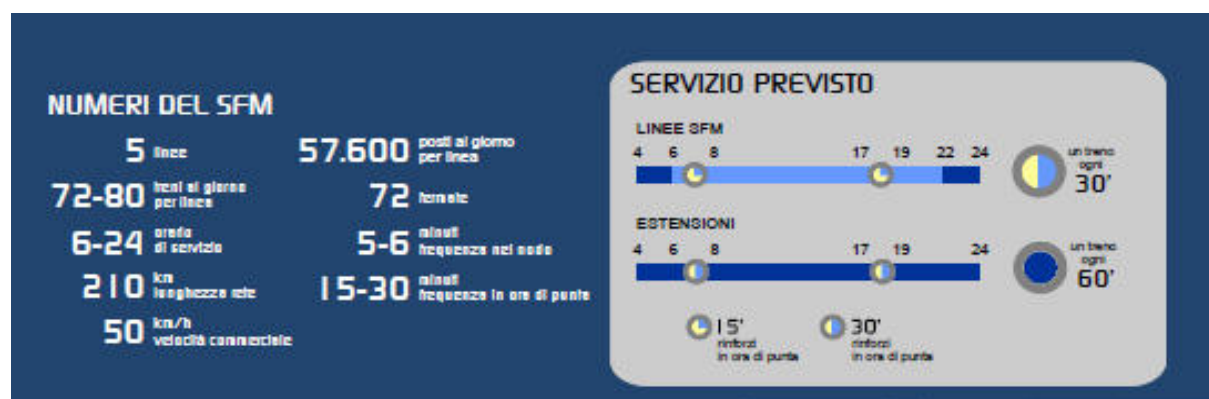 NUMERI DEL SFM
5 linee
72-80 treni al giorno
per linea
6-24 orario
di servizio
210 km
lunghezza rete
50 km/h
velocità commerciale
57.600 posti al giorno
per linea
72 fermate
5-6 minuti
frequenza nel nodo
15-30 minuti
frequenza in ora di punta
SERVIZIO PREVISTO
LINEE SFM
4 6 8 17 19 22 24
un treno
ogni
30'
ESTENSIONI
4 6 8 17 19 24
un treno
ogni
60'
15'
rinforzi
in ora di punta
30'
rinforzi
in ora di punta